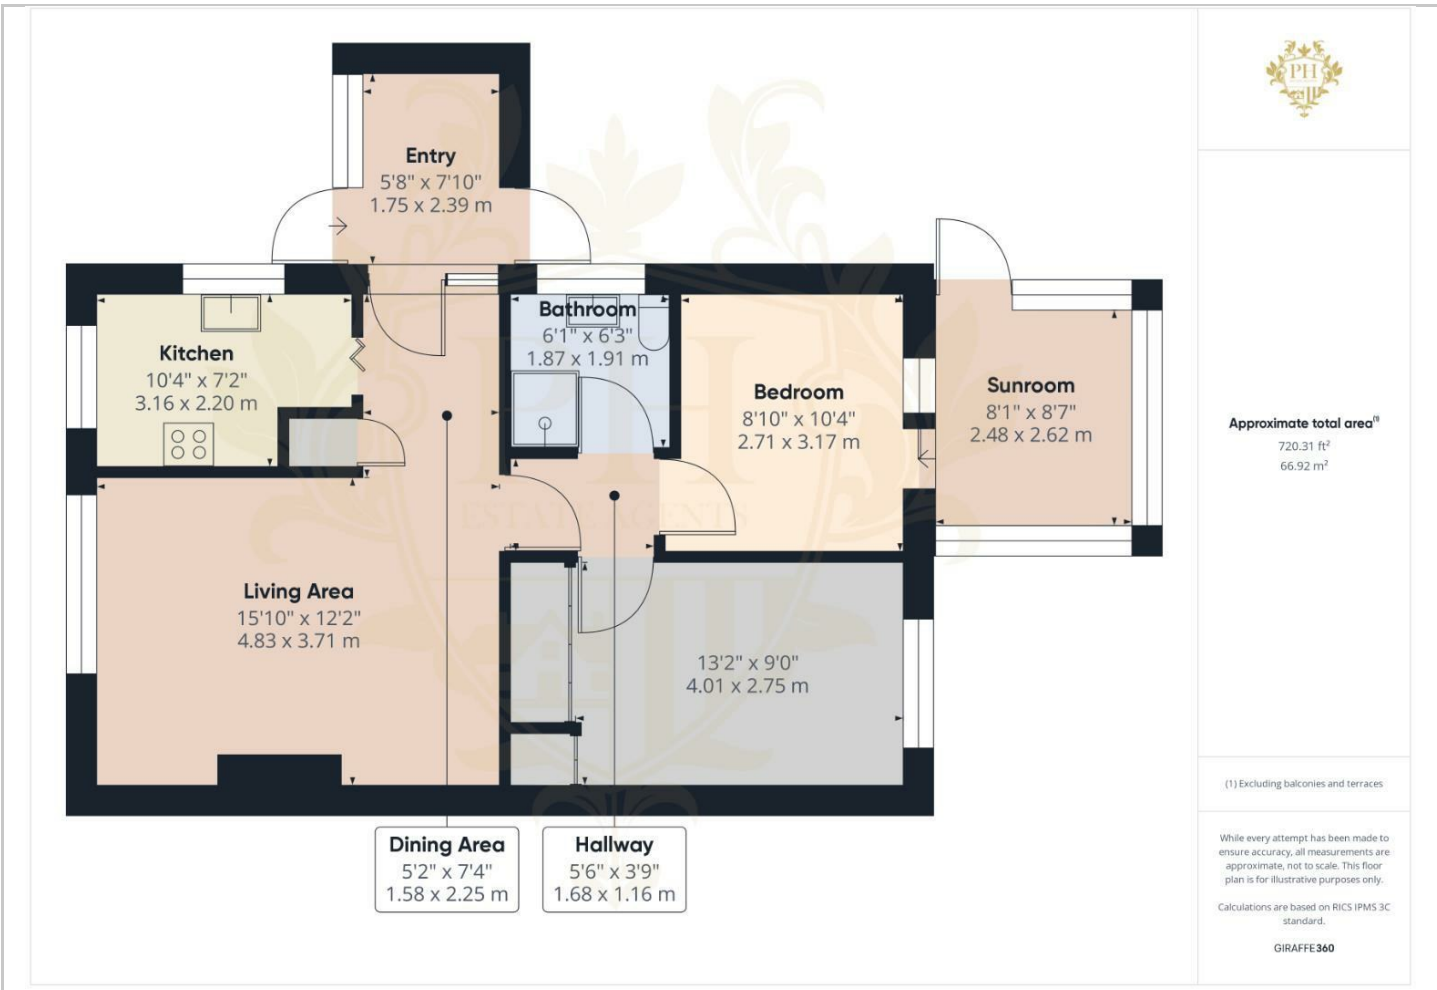 Entry
5'8" x 7'10"
1.75 x 2.39 m
Kitchen
10'4" x 7'2"
3.16 x 2.20 m
Bathroom
6'1" x 6'3"
1.87 x 1.91 m
Bedroom
8'10" x 10'4"
2.71 x 3.17 m
Sunroom
8'1" x 8'7"
2.48 x 2.62 m
Living Area
15'10" x 12'2"
4.83 x 3.71 m
13'2" x 9'0"
4.01 x 2.75 m
Dining Area
5'2" x 7'4"
1.58 x 2.25 m
Hallway
5'6" x 3'9"
1.68 x 1.16 m
PH
ESTATE AGENTS
PH
Approximate total area⁽¹⁾
720.31 ft²
66.92 m²
(1) Excluding balconies and terraces
While every attempt has been made to
ensure accuracy, all measurements are
approximate, not to scale. This floor
plan is for illustrative purposes only.
Calculations are based on RICS IPMS 3C
standard.
GIRAFFE360